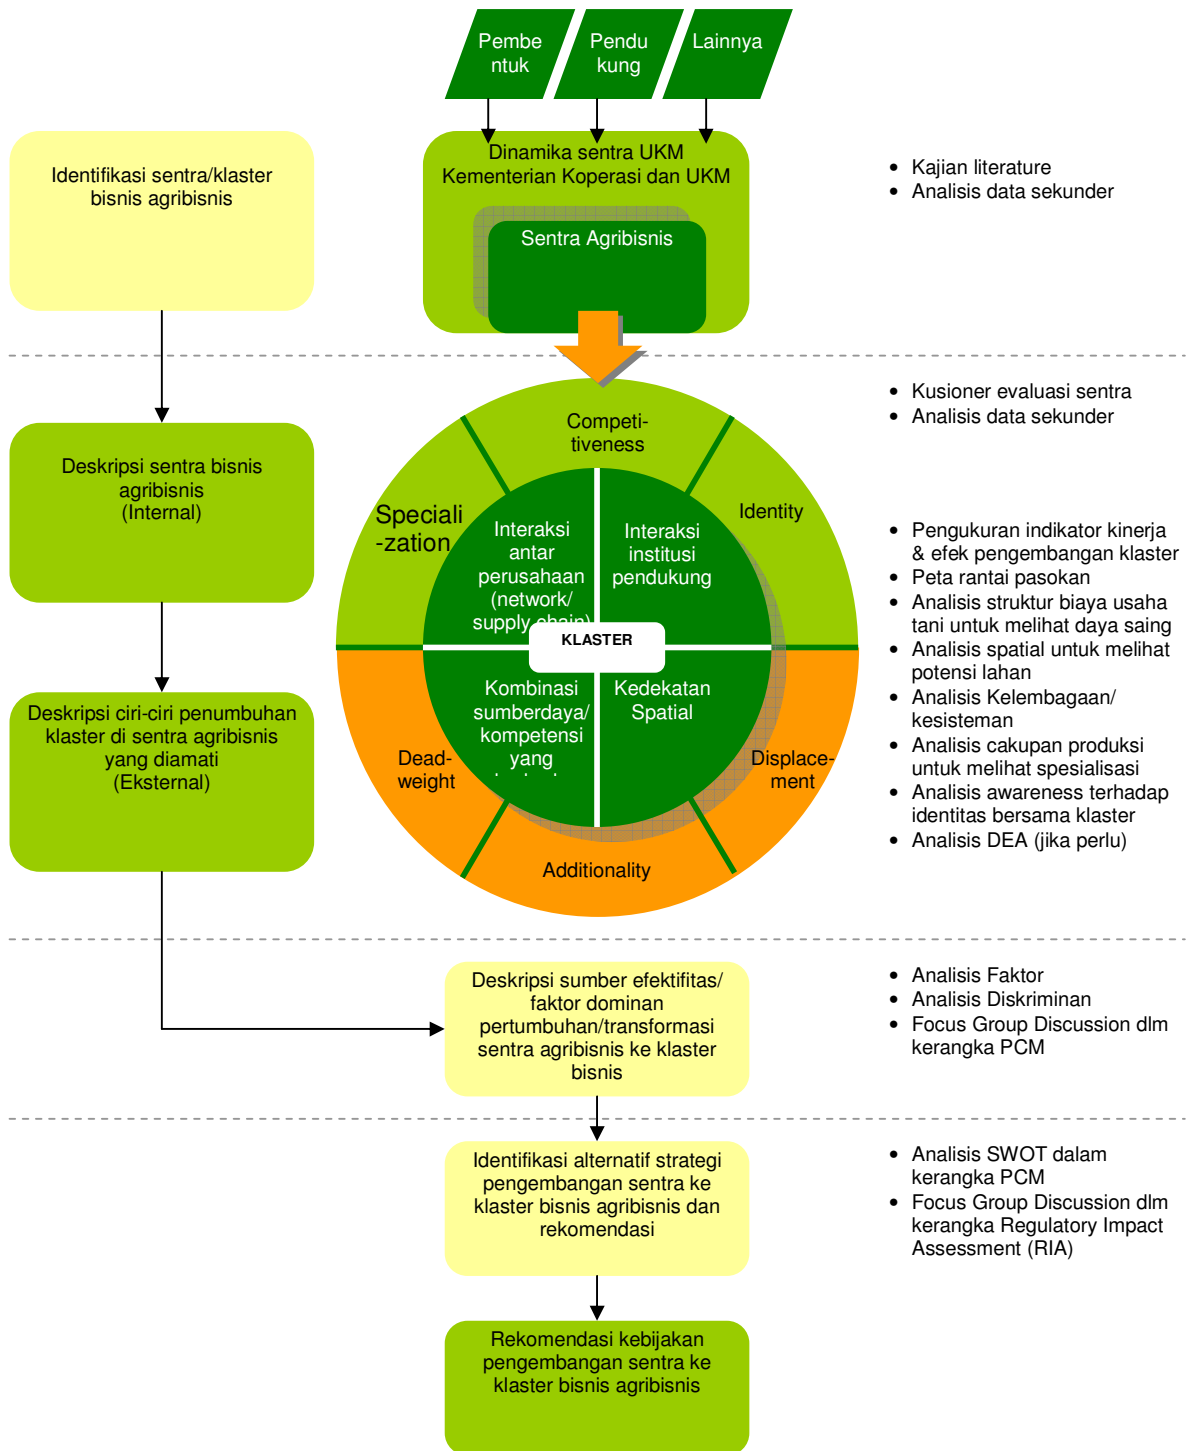 Pembe
ntuk
Pendu
kung
Lainnya
Identifikasi sentra/klaster
bisnis agribisnis
Dinamika sentra UKM
Kementerian Koperasi dan UKM
Sentra Agribisnis
• Kajian literature
• Analisis data sekunder
Deskripsi sentra bisnis
agribisnis
(Internal)
Deskripsi ciri-ciri penumbuhan
klaster di sentra agribisnis
yang diamati
(Eksternal)
Competi-
tiveness
Speciali
-zation
Identity
Interaksi
antar
perusahaan
(network/
supply chain)
Interaksi
institusi
pendukung
KLASTER
Kombinasi
sumberdaya/
kompetensi
yang
Kedekatan
Spatial
Dead-
weight
Displace-
ment
Additionality
• Kusioner evaluasi sentra
• Analisis data sekunder
• Pengukuran indikator kinerja
& efek pengembangan klaster
• Peta rantai pasokan
• Analisis struktur biaya usaha
tani untuk melihat daya saing
• Analisis spatial untuk melihat
potensi lahan
• Analisis Kelembagaan/
kesisteman
• Analisis cakupan produksi
untuk melihat spesialisasi
• Analisis awareness terhadap
identitas bersama klaster
• Analisis DEA (jika perlu)
Deskripsi sumber efektifitas/
faktor dominan
pertumbuhan/transformasi
sentra agribisnis ke klaster
bisnis
• Analisis Faktor
• Analisis Diskriminan
• Focus Group Discussion dlm
kerangka PCM
Identifikasi alternatif strategi
pengembangan sentra ke
klaster bisnis agribisnis dan
rekomendasi
• Analisis SWOT dalam
kerangka PCM
• Focus Group Discussion dlm
kerangka Regulatory Impact
Assessment (RIA)
Rekomendasi kebijakan
pengembangan sentra ke
klaster bisnis agribisnis